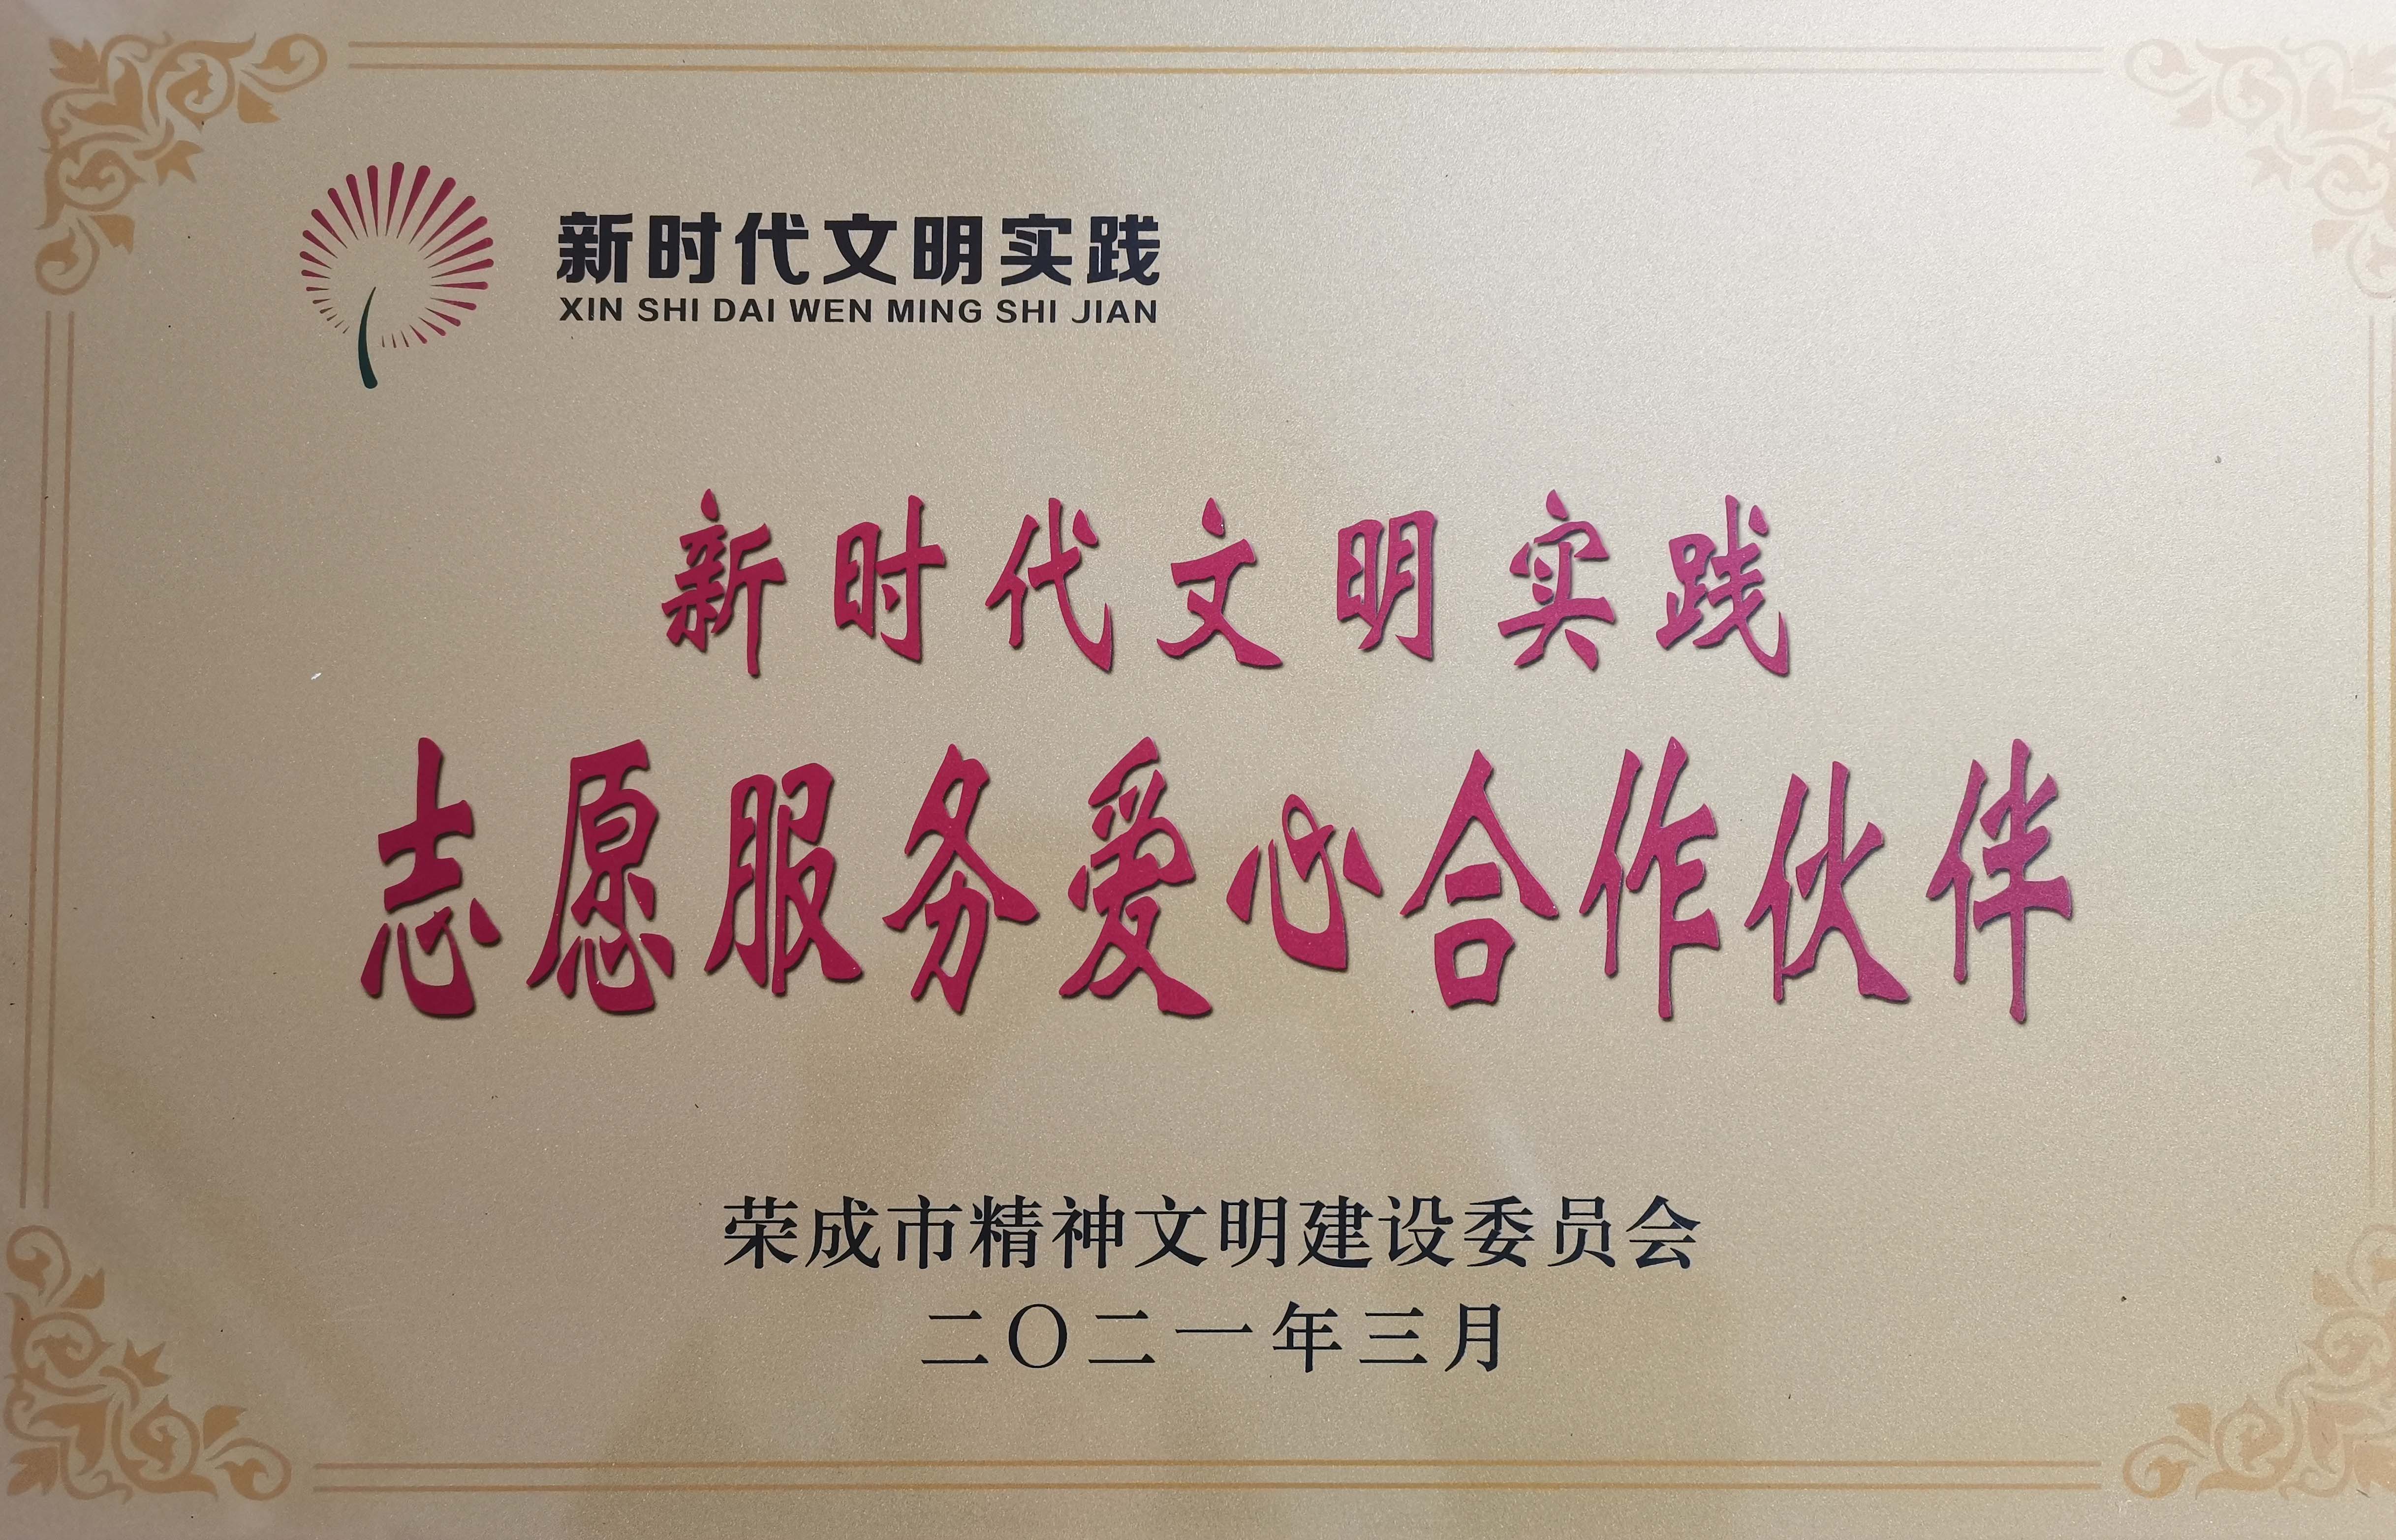 新时代文明实践
XIN SHI DAI WEN MING SHI JIAN
新时代文明实践
志愿服务爱心合作伙伴
荣成市精神文明建设委员会
二〇二一年三月